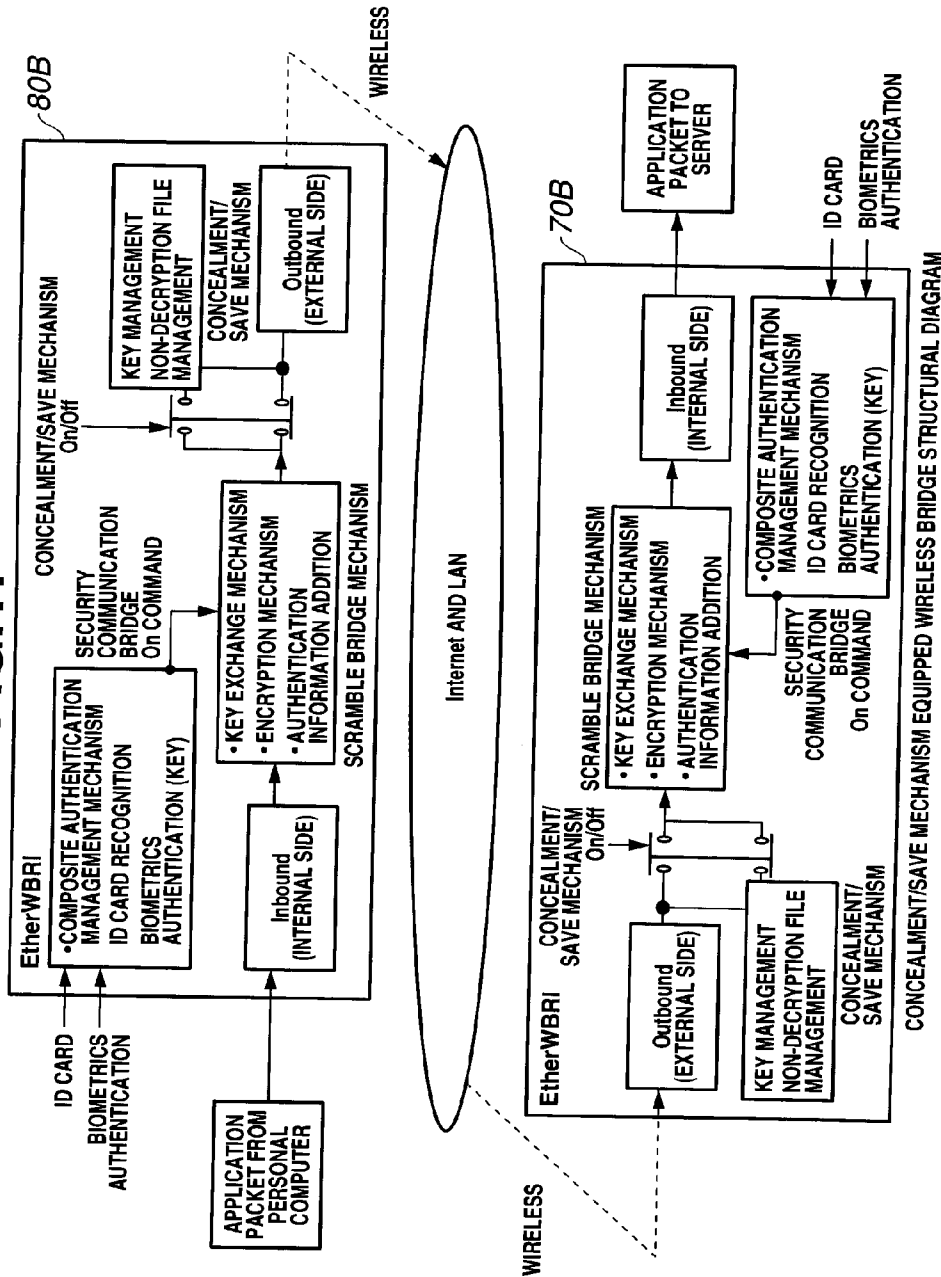 80B
EtherWBRI
ID CARD
BIOMETRICS
AUTHENTICATION
• COMPOSITE AUTHENTICATION
MANAGEMENT MECHANISM
ID CARD RECOGNITION
BIOMETRICS
AUTHENTICATION (KEY)
SECURITY
COMMUNICATION
BRIDGE
On COMMAND
CONCEALMENT/SAVE MECHANISM
On/Off
KEY MANAGEMENT
NON-DECRYPTION FILE
MANAGEMENT
CONCEALMENT/
SAVE MECHANISM
APPLICATION
PACKET FROM
PERSONAL
COMPUTER
Inbound
(INTERNAL SIDE)
• KEY EXCHANGE MECHANISM
• ENCRYPTION MECHANISM
• AUTHENTICATION
INFORMATION ADDITION
SCRAMBLE BRIDGE MECHANISM
Outbound
(EXTERNAL SIDE)
WIRELESS
Internet AND LAN
WIRELESS
70B
EtherWBRI
CONCEALMENT/
SAVE MECHANISM
On/Off
SCRAMBLE BRIDGE MECHANISM
Outbound
(EXTERNAL SIDE)
• KEY EXCHANGE MECHANISM
• ENCRYPTION MECHANISM
• AUTHENTICATION
INFORMATION ADDITION
Inbound
(INTERNAL SIDE)
APPLICATION
PACKET TO
SERVER
KEY MANAGEMENT
NON-DECRYPTION FILE
MANAGEMENT
CONCEALMENT/
SAVE MECHANISM
SECURITY
COMMUNICATION
BRIDGE
On COMMAND
• COMPOSITE AUTHENTICATION
MANAGEMENT MECHANISM
ID CARD RECOGNITION
BIOMETRICS
AUTHENTICATION (KEY)
ID CARD
BIOMETRICS
AUTHENTICATION
CONCEALMENT/SAVE MECHANISM EQUIPPED WIRELESS BRIDGE STRUCTURAL DIAGRAM